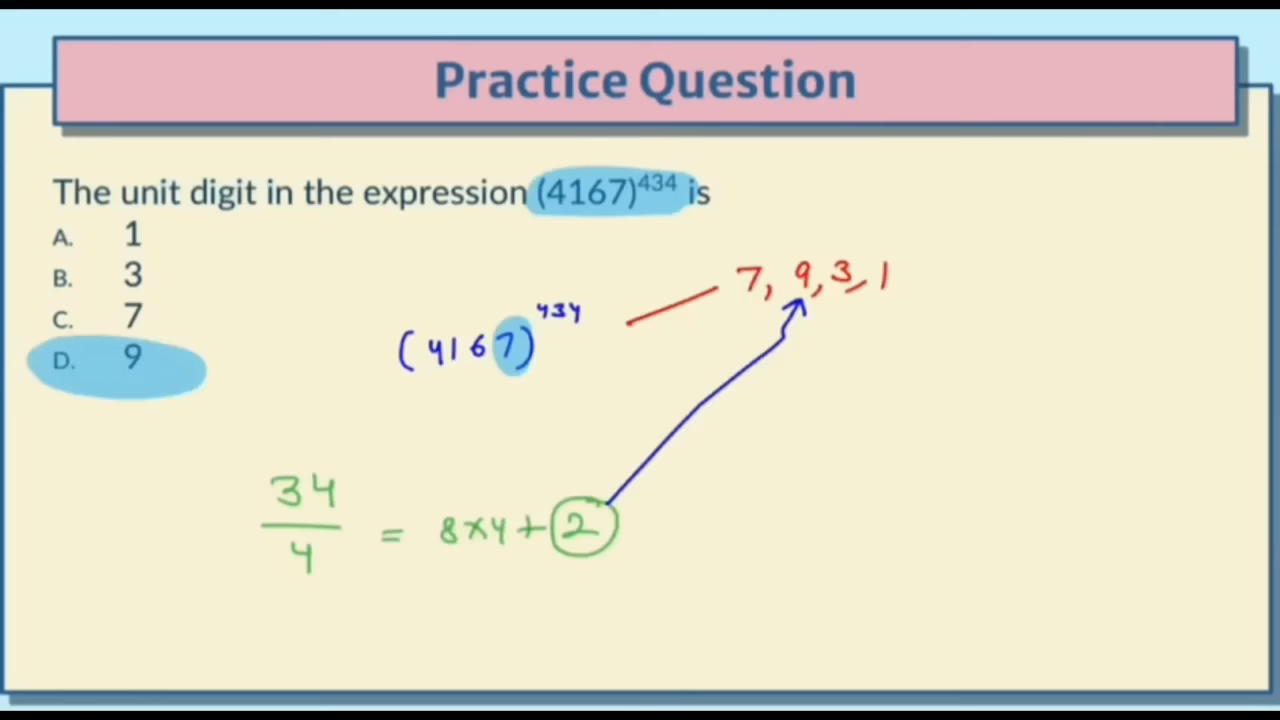 Practice Question
The unit digit in the expression (4167)⁴³⁴ is
A. 1
B. 3
C. 7
D. 9
7, 9, 3, 1
(4167)⁴³⁴
34
4
= 8×4+2